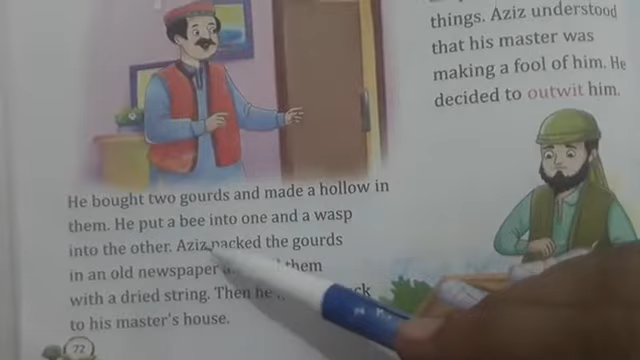 things. Aziz understood
that his master was
making a fool of him. He
decided to outwit him.
He bought two gourds and made a hollow in
them. He put a bee into one and a wasp
into the other. Aziz packed the gourds
in an old newspaper them
with a dried string. Then he
to his master's house.
72